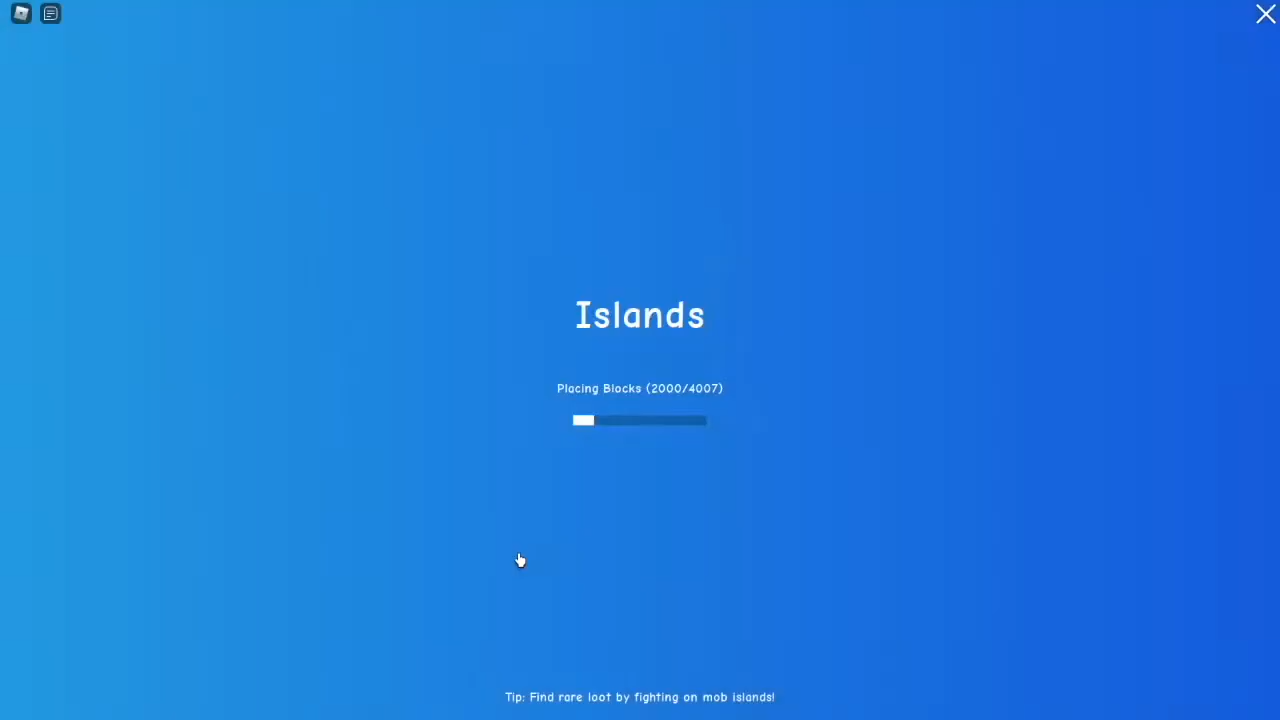 Islands
Placing Blocks (2000/4007)
Tip: Find rare loot by fighting on mob islands!